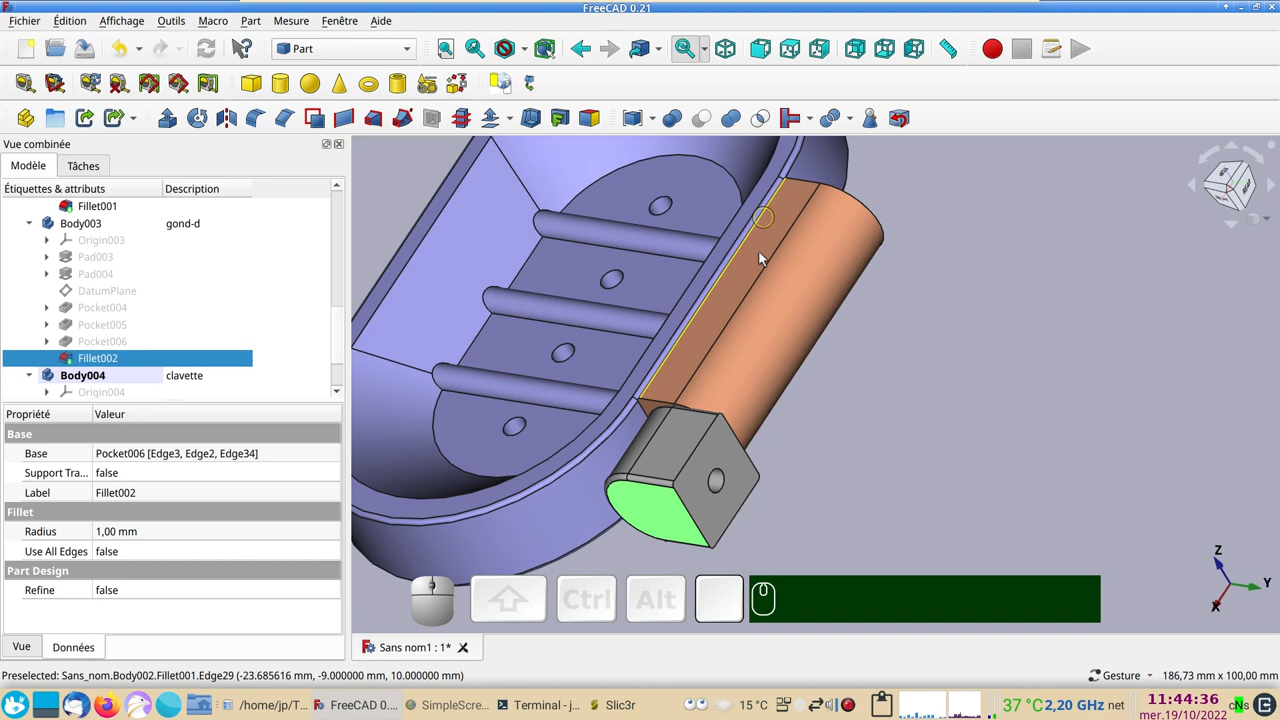 FreeCAD 0.21
Fichier Édition Affichage Outils Macro Part Mesure Fenêtre Aide
Part
Vue combinée
Modèle Tâches
Étiquettes & attributs Description
Fillet001
Body003 gond-d
Origin003
Pad003
Pad004
DatumPlane
Pocket004
Pocket005
Pocket006
Fillet002
Body004 clavette
Origin004
Propriété Valeur
Base
Base Pocket006 [Edge3, Edge2, Edge34]
Support Tra... false
Label Fillet002
Fillet
Radius 1,00 mm
Use All Edges false
Part Design
Refine false
Z
Y
X
Ctrl Alt
Vue Données
Sans nom1 : 1*
Preselected: Sans_nom.Body002.Fillet001.Edge29 (-23.685616 mm, -9.000000 mm, 10.000000 mm)
Gesture 186,73 mm x 100,00 mm
/home/jp/T... FreeCAD 0.... SimpleScre... Terminal - j... Slic3r
15 °C
37 °C 2,20 GHz net
11:44:36
mer.19/10/2022
cNs